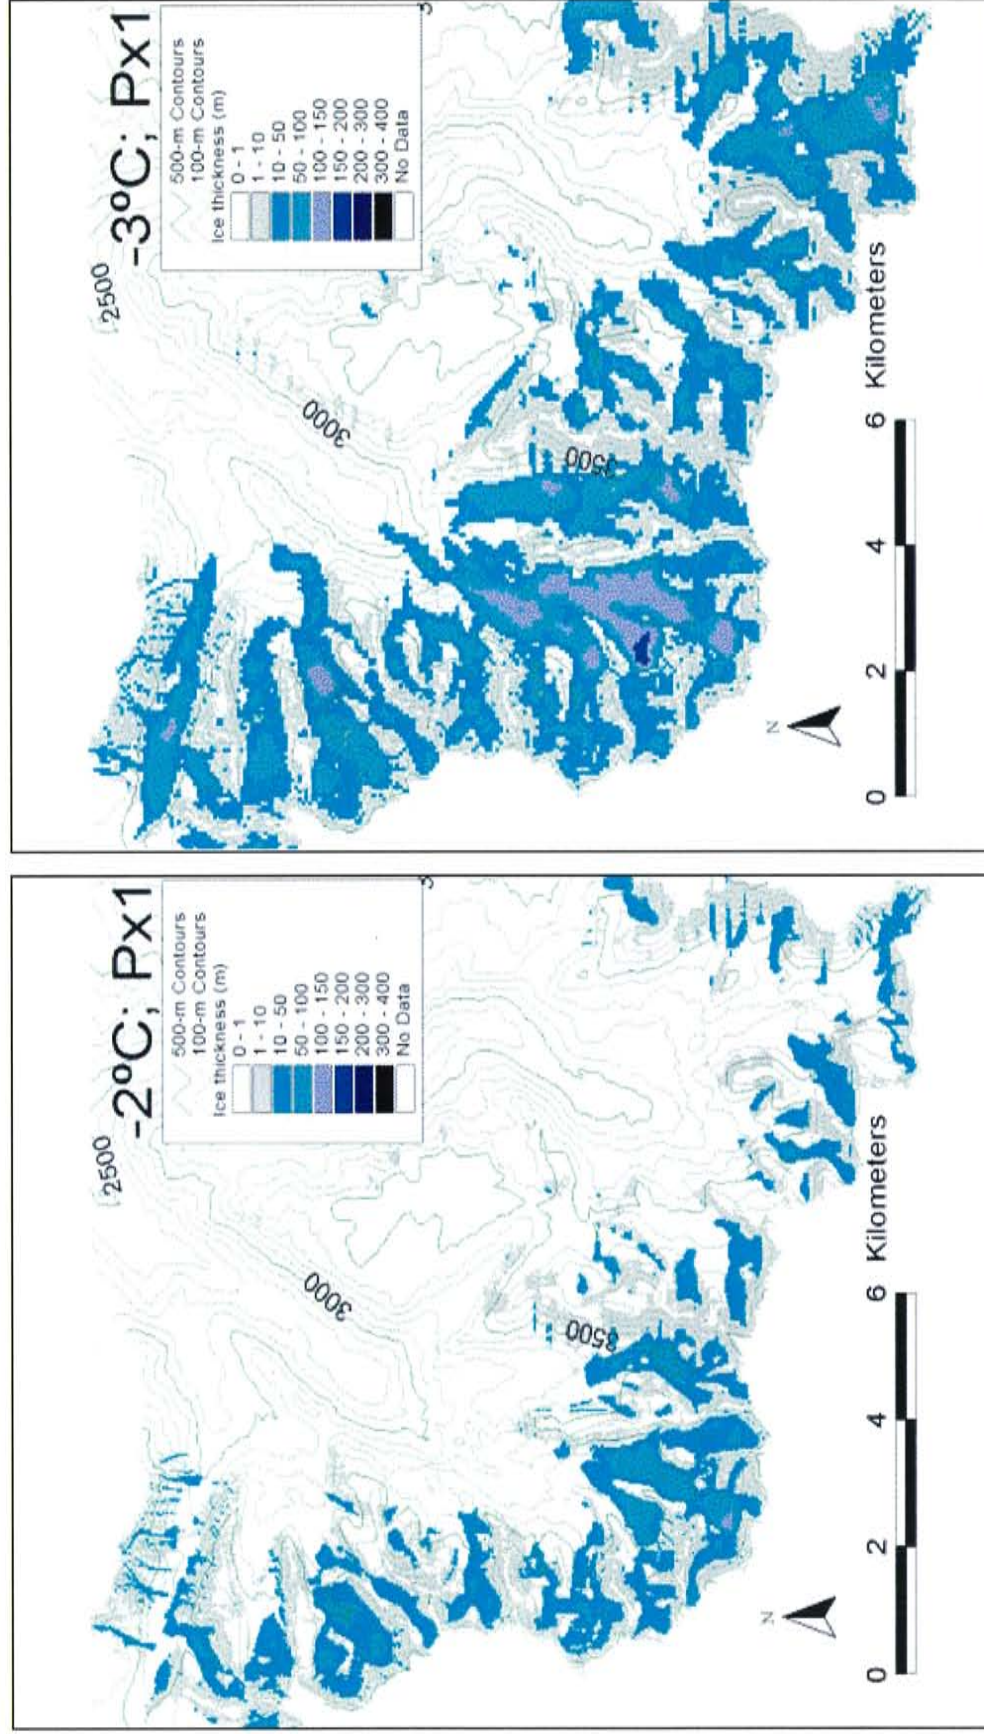 -2°C; Px1
2500
500-m Contours
100-m Contours
Ice thickness (m)
0 - 1
1 - 10
10 - 50
50 - 100
100 - 150
150 - 200
200 - 300
300 - 400
No Data
3
3000
3500
N
0 2 4 6 Kilometers
-3°C; Px1
2500
500-m Contours
100-m Contours
Ice thickness (m)
0 - 1
1 - 10
10 - 50
50 - 100
100 - 150
150 - 200
200 - 300
300 - 400
No Data
3
3000
3500
N
0 2 4 6 Kilometers